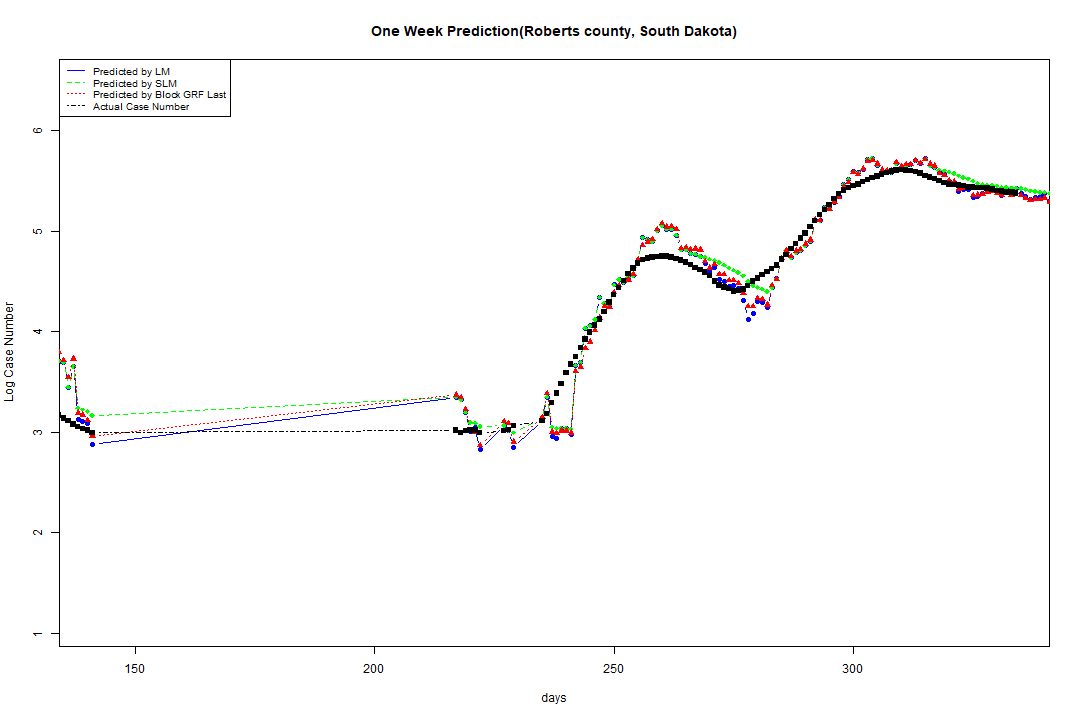 One Week Prediction(Roberts county, South Dakota)
Predicted by LM
Predicted by SLM
Predicted by Block GRF Last
Actual Case Number
Log Case Number
6
5
4
3
2
1
150
200
250
300
days